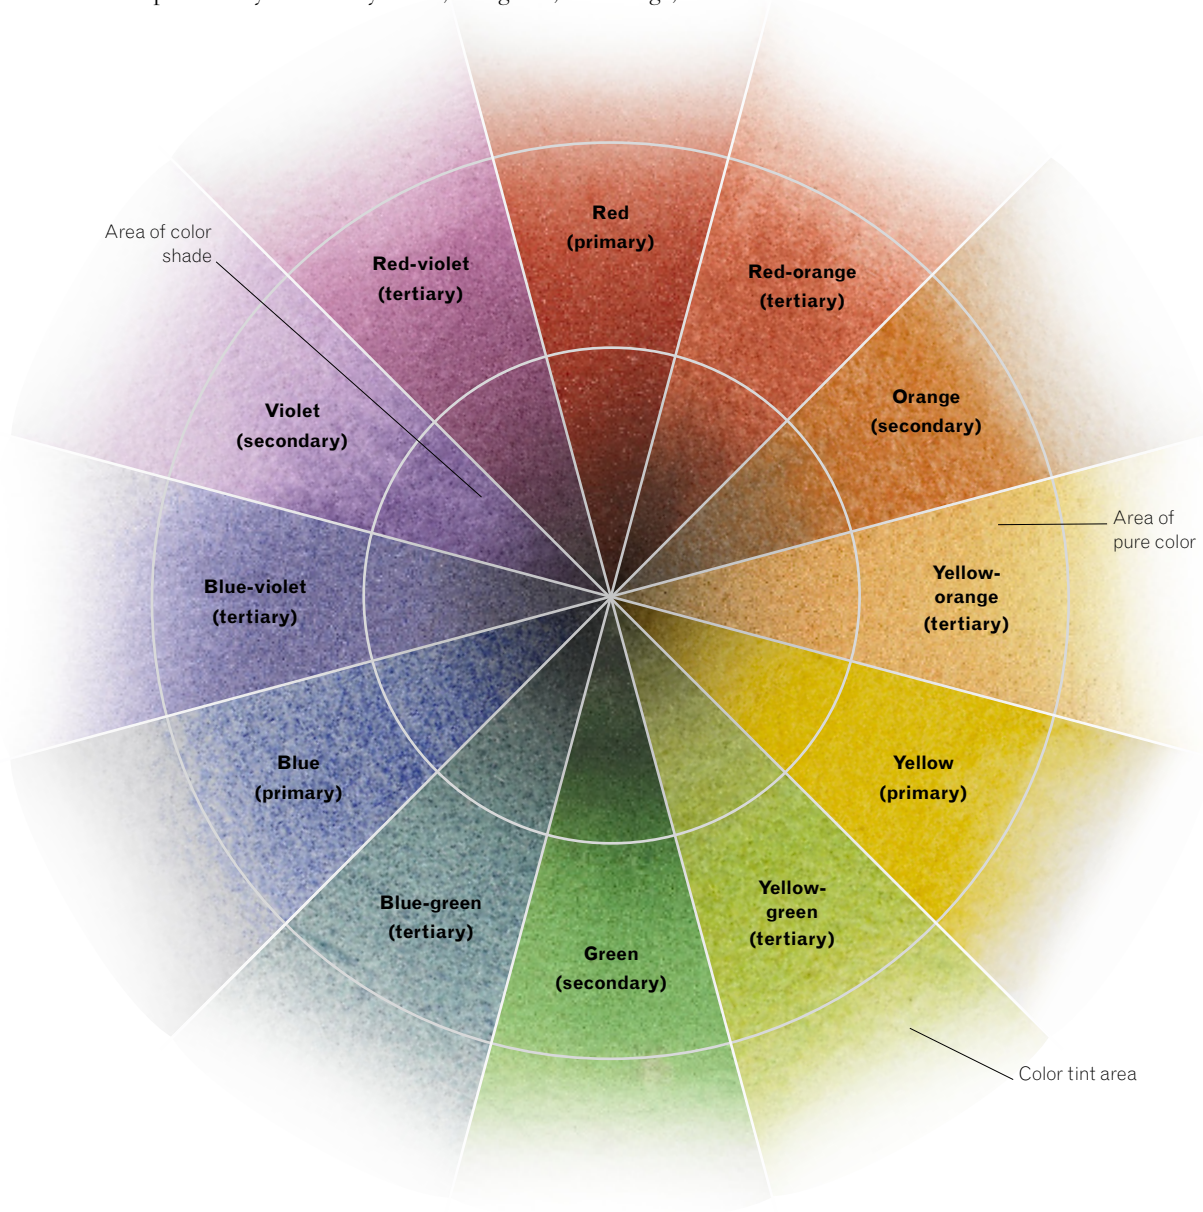 Red
(primary)
Red-orange
(tertiary)
Orange
(secondary)
Area of
pure color
Yellow-
orange
(tertiary)
Yellow
(primary)
Yellow-
green
(tertiary)
Color tint area
Green
(secondary)
Blue-green
(tertiary)
Blue
(primary)
Blue-violet
(tertiary)
Violet
(secondary)
Area of color
shade
Red-violet
(tertiary)